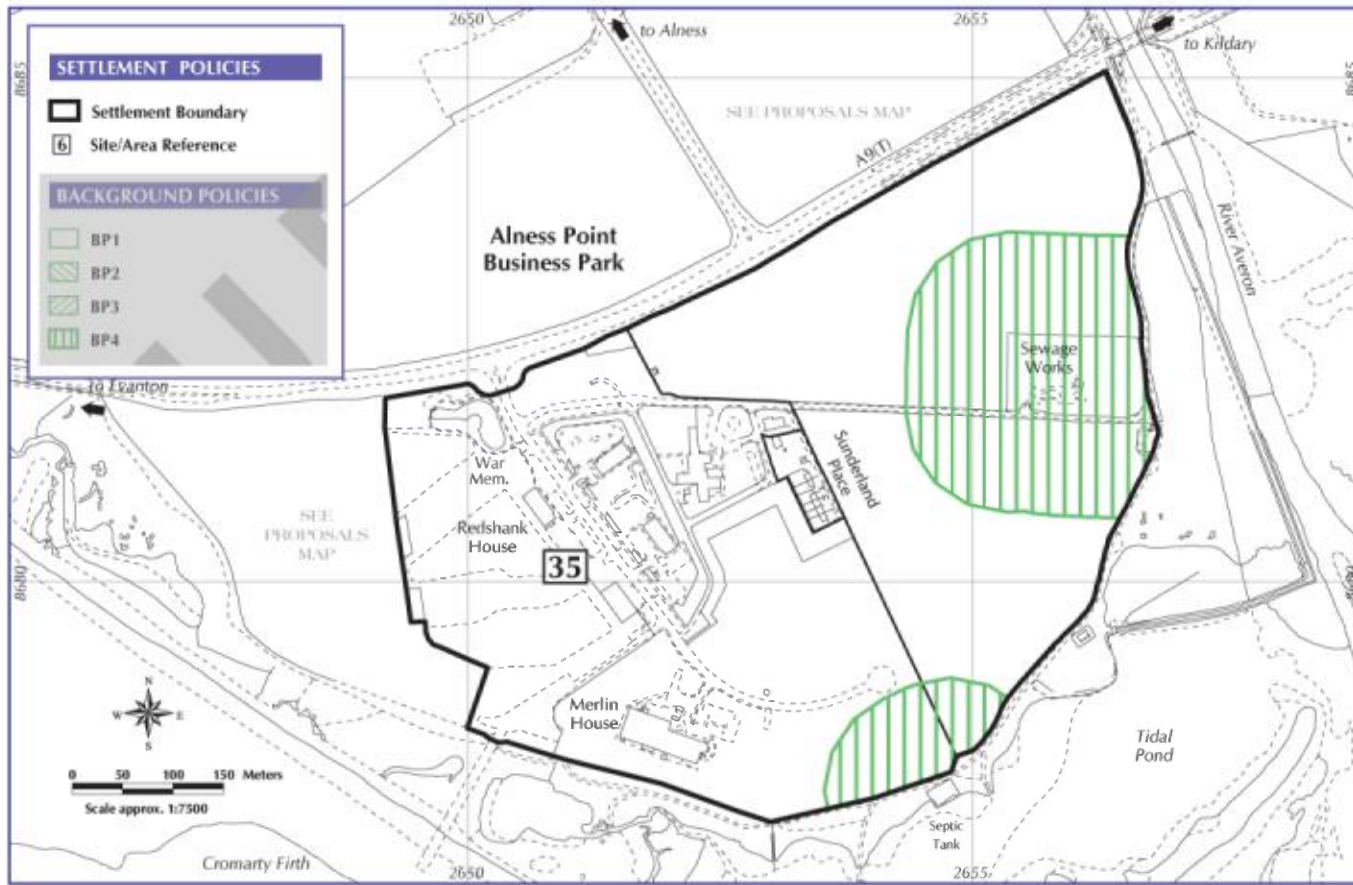 2650
2655
to Alness
to Kildary
8685
8685
SETTLEMENT POLICIES
Settlement Boundary
6 Site/Area Reference
BACKGROUND POLICIES
BP1
BP2
BP3
BP4
SEE PROPOSALS MAP
A9(T)
River Averon
Alness Point
Business Park
to Evanton
Sewage
Works
Sunderland
Place
War
Mem.
SEE
PROPOSALS
MAP
Redshank
House
35
8680
8680
Merlin
House
N
W E
S
Tidal
Pond
0 50 100 150 Meters
Scale approx. 1:7500
Septic
Tank
Cromarty Firth
2650
2655